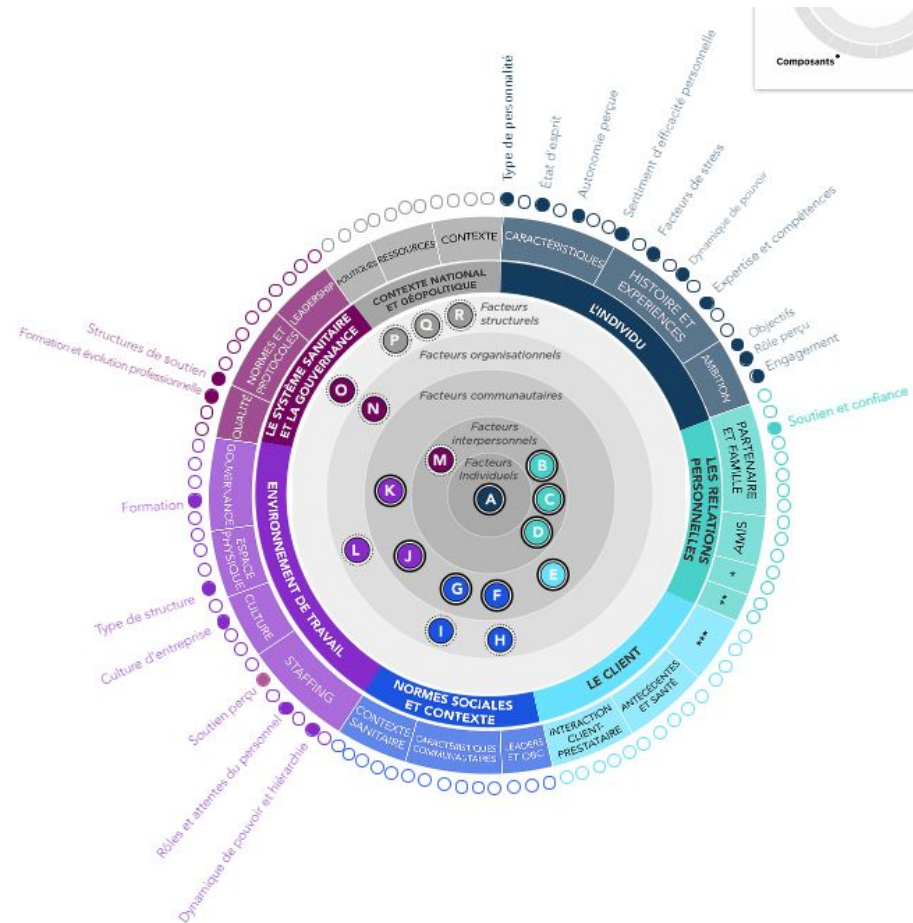 Composants*
Type de personnalité
État d'esprit
Autonomie perçue
Sentiment d'efficacité personnelle
Facteurs de stress
Dynamique de pouvoir
Expertise et compétences
Objectifs
Rôle perçu
Engagement
Soutien et confiance
Structures de soutien
Formation et évolution professionnelle
Formation
Type de structure
Culture d'entreprise
Soutien perçu
Rôles et attentes du personnel
Dynamique de pouvoir et hiérarchie
POLITIQUES
RESSOURCES
CONTEXTE
CARACTÉRISTIQUES
HISTOIRE ET
EXPERIENCES
AMBITION
PARTENAIRE
ET FAMILLE
AMI/S
*
**
***
ANTÉCÉDENTES
ET SANTÉ
INTERACTION
CLIENT-
PRESTATAIRE
LEADERS
ET OBC
CARACTÉRISTIQUES
COMMUNAUTAIRES
CONTEXTE
SANITAIRE
STAFFING
CULTURE
ESPACE
PHYSIQUE
GOUVERNANCE
QUALITÉ
NORMES ET
PROTOCOLES
LEADERSHIP
CONTEXTE NATIONAL
ET GÉOPOLITIQUE
L'INDIVIDU
LES RELATIONS
PERSONNELLES
LE CLIENT
NORMES SOCIALES
ET CONTEXTE
ENVIRONNEMENT DE TRAVAIL
LE SYSTÈME SANITAIRE
ET LA GOUVERNANCE
Facteurs
structurels
Facteurs organisationnels
Facteurs communautaires
Facteurs
interpersonnels
Facteurs
individuels
P
Q
R
O
N
M
B
K
A
C
D
L
J
E
G
F
I
H